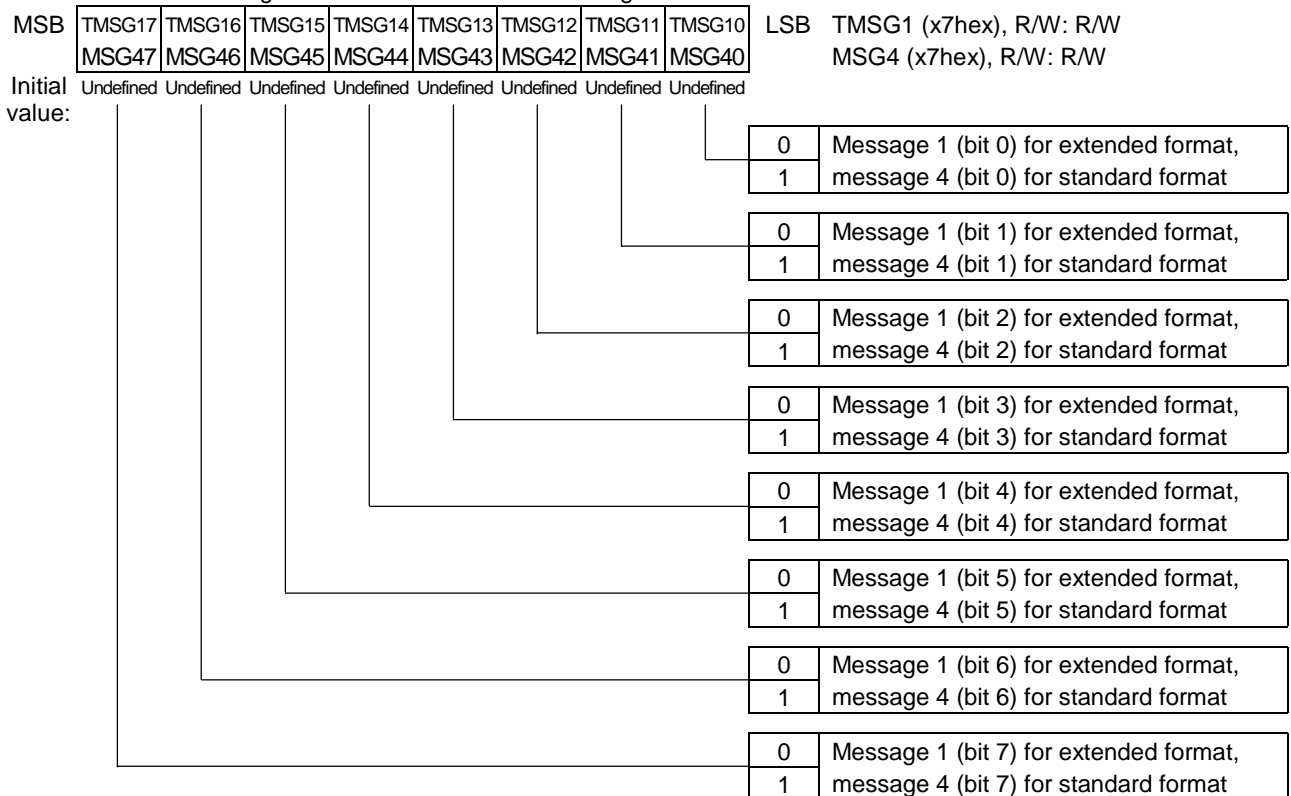 MSB TMSG17 TMSG16 TMSG15 TMSG14 TMSG13 TMSG12 TMSG11 TMSG10 LSB TMSG1 (x7hex), R/W: R/W
MSG47 MSG46 MSG45 MSG44 MSG43 MSG42 MSG41 MSG40 MSG4 (x7hex), R/W: R/W
Initial Undefined Undefined Undefined Undefined Undefined Undefined Undefined Undefined
value:
0 Message 1 (bit 0) for extended format,
1 message 4 (bit 0) for standard format
0 Message 1 (bit 1) for extended format,
1 message 4 (bit 1) for standard format
0 Message 1 (bit 2) for extended format,
1 message 4 (bit 2) for standard format
0 Message 1 (bit 3) for extended format,
1 message 4 (bit 3) for standard format
0 Message 1 (bit 4) for extended format,
1 message 4 (bit 4) for standard format
0 Message 1 (bit 5) for extended format,
1 message 4 (bit 5) for standard format
0 Message 1 (bit 6) for extended format,
1 message 4 (bit 6) for standard format
0 Message 1 (bit 7) for extended format,
1 message 4 (bit 7) for standard format